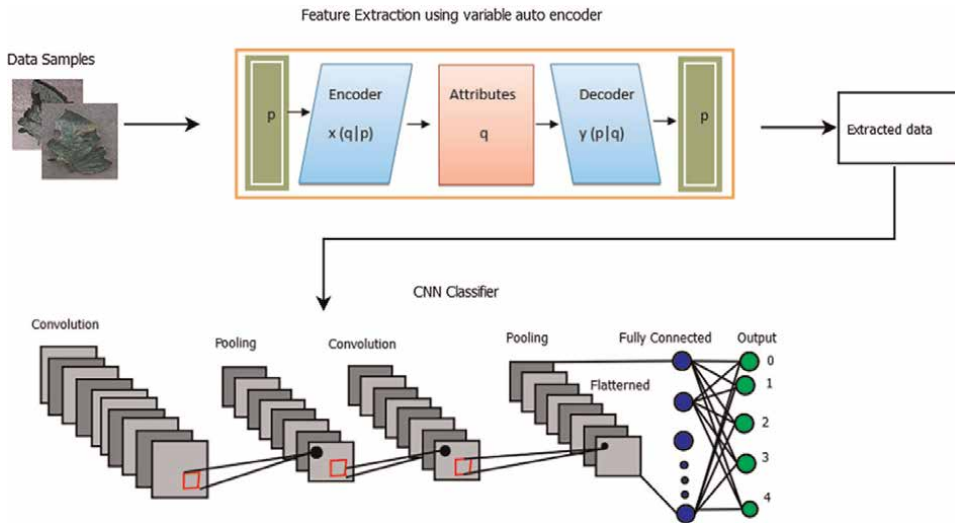 Feature Extraction using variable auto encoder
Data Samples
p
Encoder
x (q|p)
Attributes
q
Decoder
y (p|q)
p
Extracted data
CNN Classifier
Convolution
Pooling
Convolution
Pooling
Flatterned
Fully Connected
Output
0
1
2
3
4